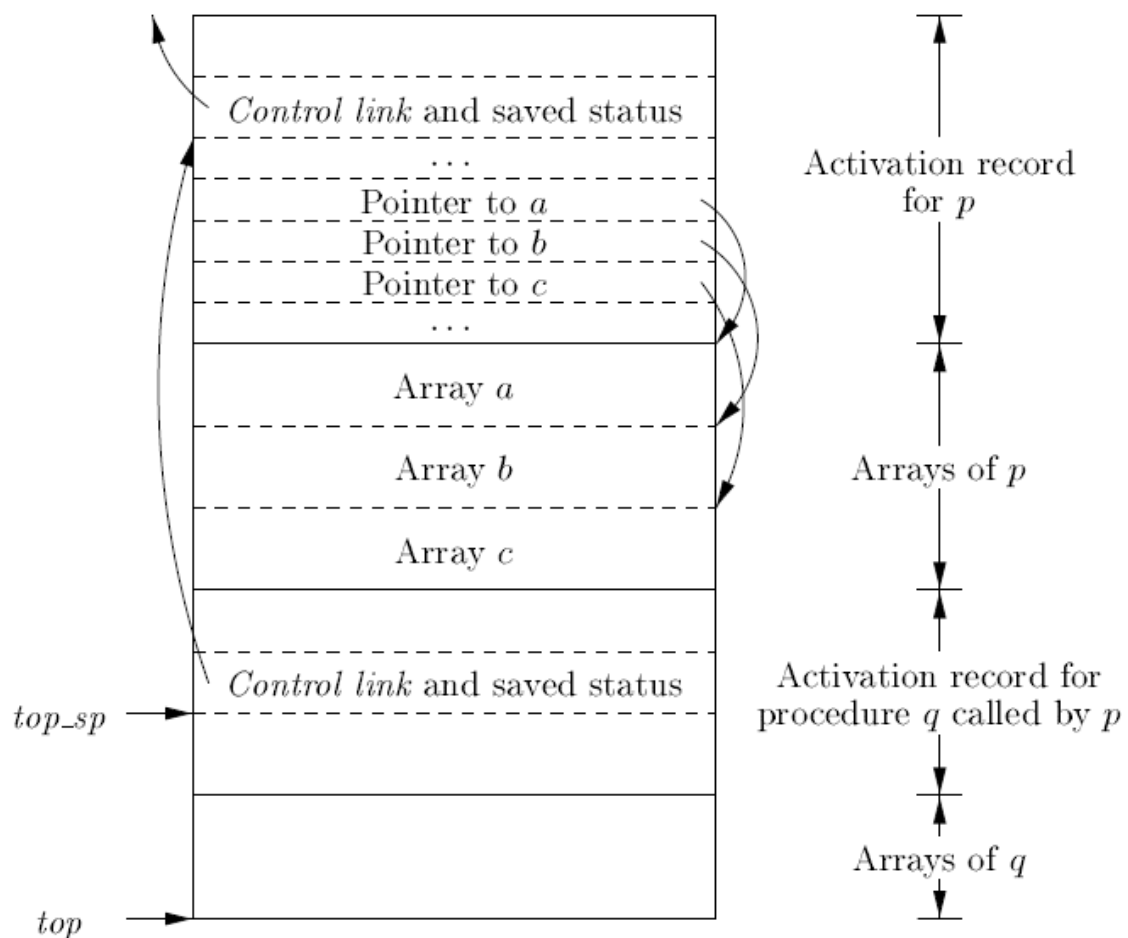 Control link and saved status
...
Activation record
for p
Pointer to a
Pointer to b
Pointer to c
...
Array a
Array b
Arrays of p
Array c
Control link and saved status
Activation record for
procedure q called by p
top_sp
Arrays of q
top